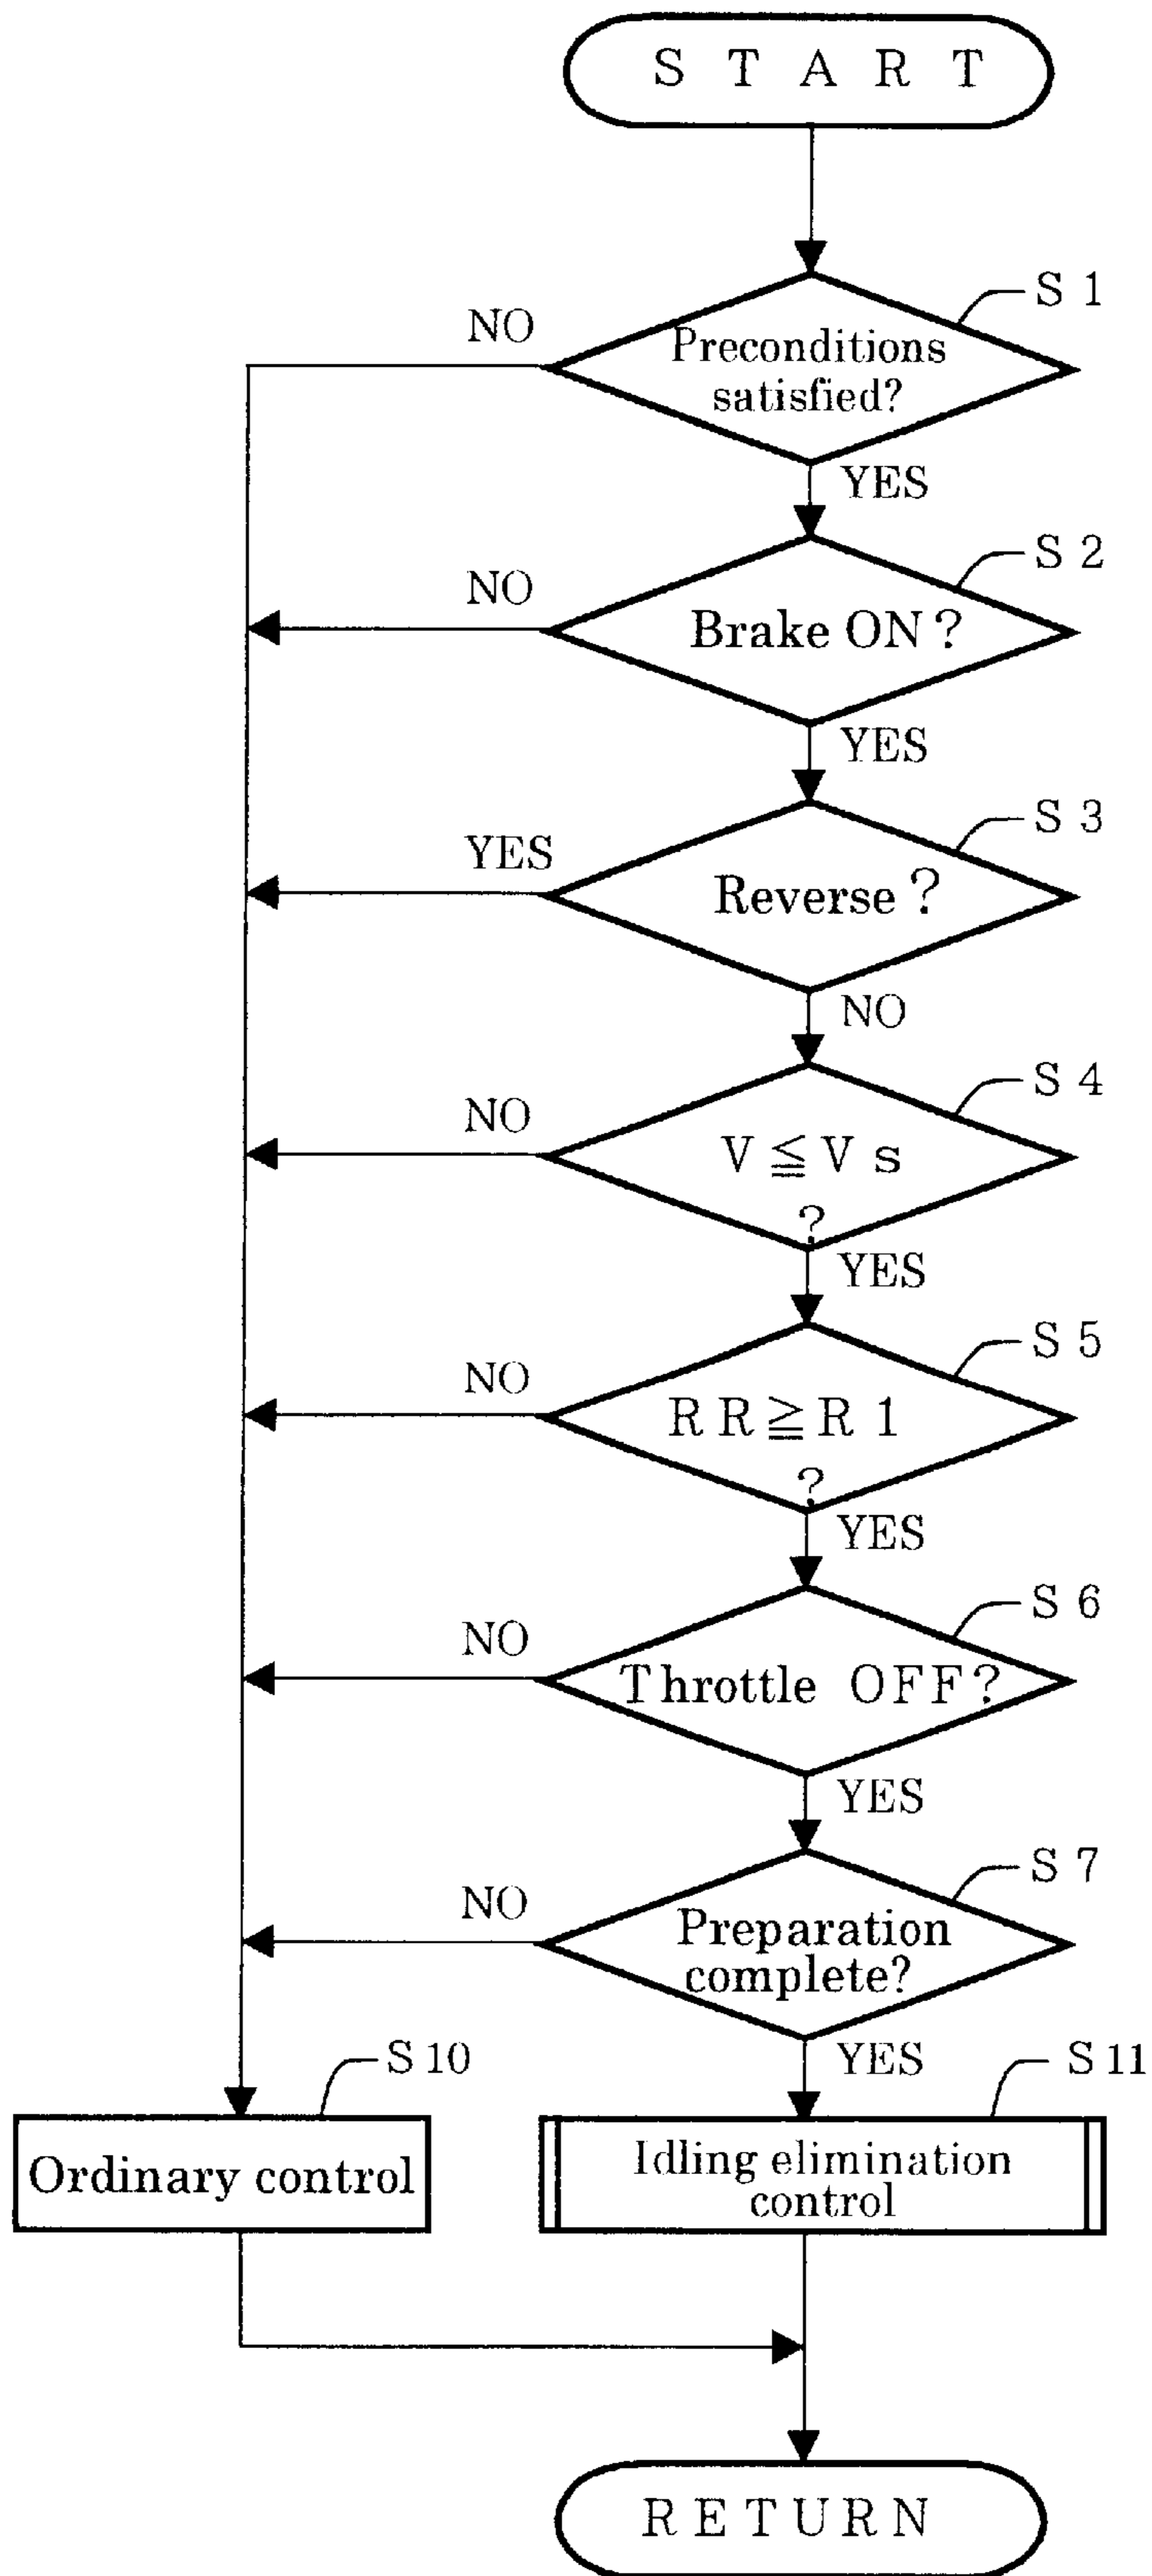 START
S1
NO
Preconditions
satisfied?
YES
S2
NO
Brake ON?
YES
S3
YES
Reverse?
NO
S4
NO
V≦Vs
?
YES
S5
NO
RR≧R1
?
YES
S6
NO
Throttle OFF?
YES
S7
NO
Preparation
complete?
YES
S10
S11
Ordinary control
Idling elimination
control
RETURN